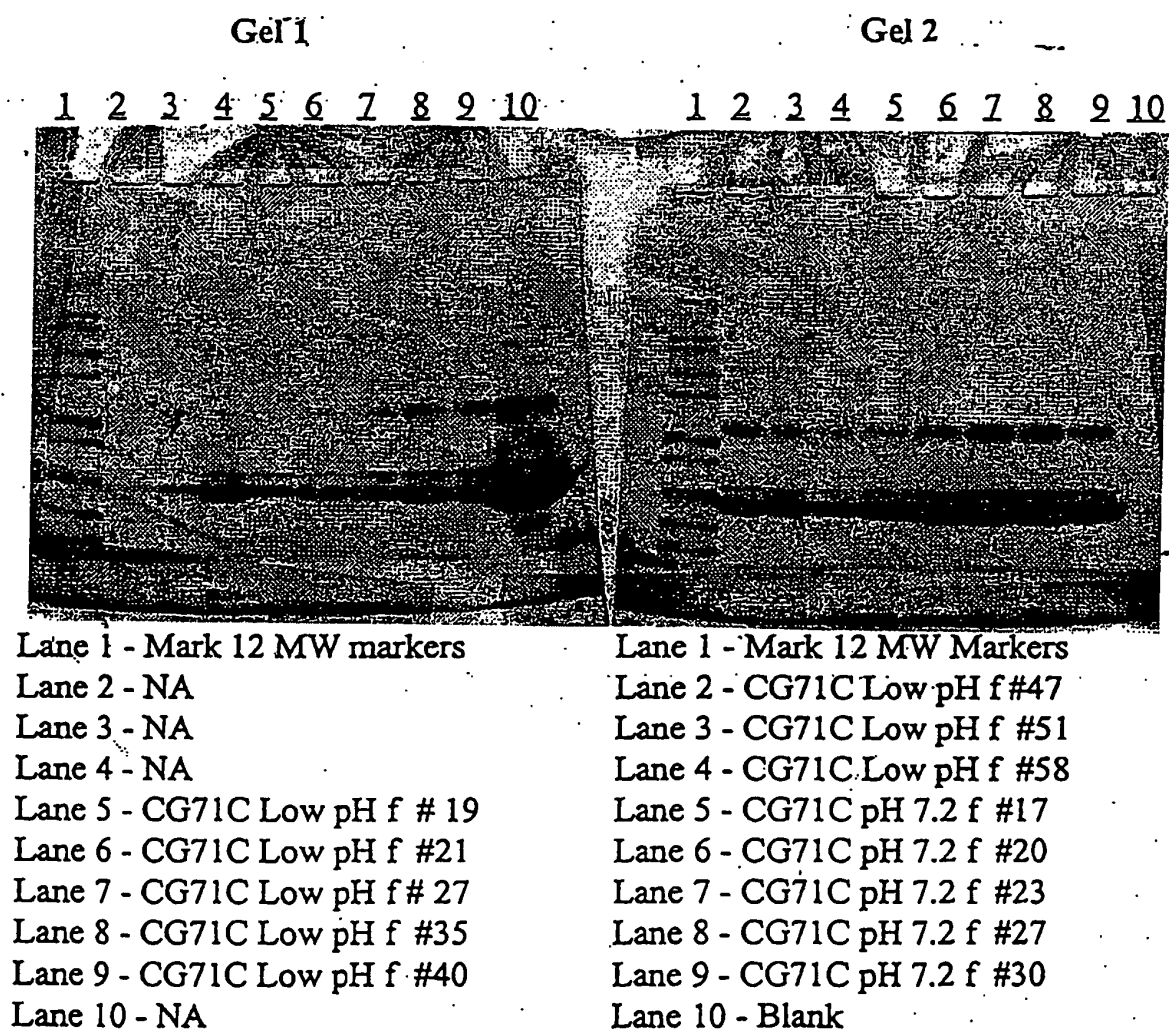 Gel 1
Gel 2
1 2 3 4 5 6 7 8 9 10
1 2 3 4 5 6 7 8 9 10
Lane 1 - Mark 12 MW markers
Lane 2 - NA
Lane 3 - NA
Lane 4 - NA
Lane 5 - CG71C Low pH f # 19
Lane 6 - CG71C Low pH f #21
Lane 7 - CG71C Low pH f # 27
Lane 8 - CG71C Low pH f #35
Lane 9 - CG71C Low pH f #40
Lane 10 - NA
Lane 1 - Mark 12 MW Markers
Lane 2 - CG71C Low pH f #47
Lane 3 - CG71C Low pH f #51
Lane 4 - CG71C Low pH f #58
Lane 5 - CG71C pH 7.2 f #17
Lane 6 - CG71C pH 7.2 f #20
Lane 7 - CG71C pH 7.2 f #23
Lane 8 - CG71C pH 7.2 f #27
Lane 9 - CG71C pH 7.2 f #30
Lane 10 - Blank